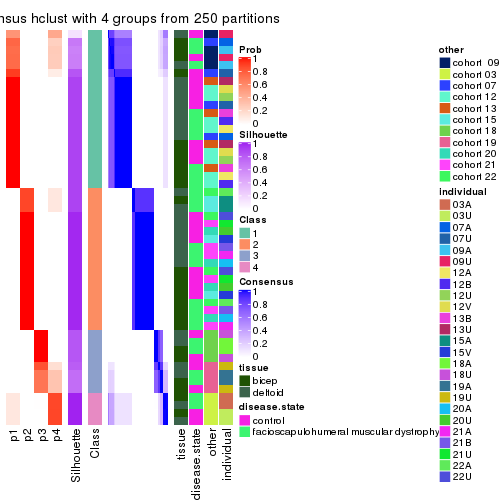 nsus hclust with 4 groups from 250 partitions
Prob
1
0.8
0.6
0.4
0.2
0
Silhouette
1
0.8
0.6
0.4
0.2
0
Class
1
2
3
4
Consensus
1
0.8
0.6
0.4
0.2
0
tissue
bicep
deltoid
disease.state
control
facioscapulohumeral muscular dystrophy
other
cohort 09
cohort 03
cohort 07
cohort 12
cohort 13
cohort 15
cohort 18
cohort 19
cohort 20
cohort 21
cohort 22
individual
03A
03U
07A
07U
09A
09U
12A
12B
12U
12V
13B
13U
15A
15V
18A
18U
19A
19U
20A
20U
21A
21B
21U
22A
22U
p1
p2
p3
p4
Silhouette
Class
tissue
disease.state
other
individual